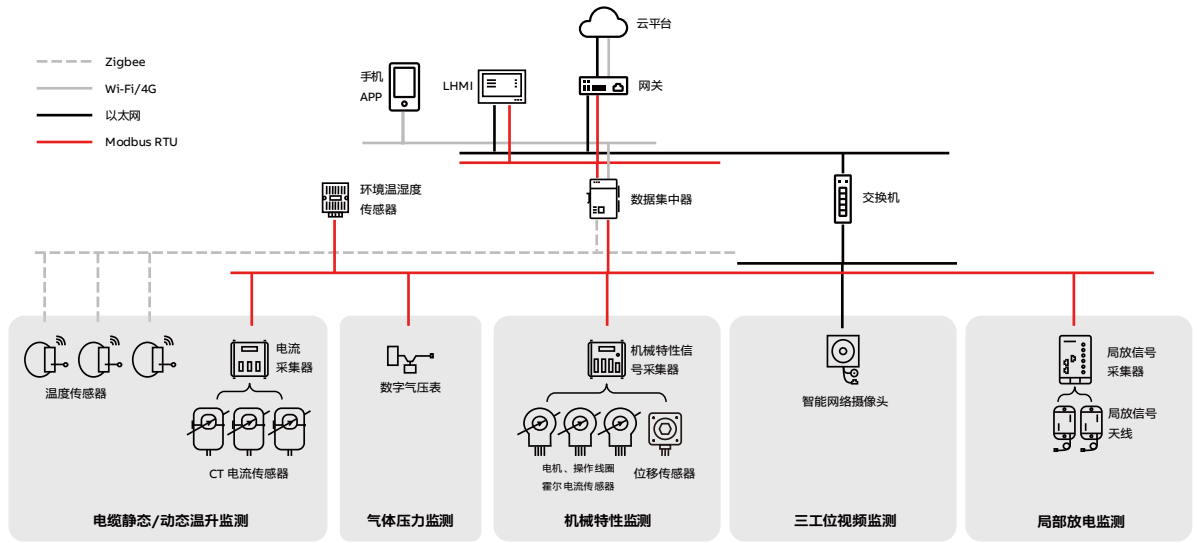 云平台
Zigbee
Wi-Fi/4G
以太网
Modbus RTU
手机
APP
LHMI
网关
环境温湿度
传感器
数据集中器
交换机
温度传感器
电流
采集器
CT 电流传感器
电缆静态/动态温升监测
数字气压表
气体压力监测
机械特性信
号采集器
电机、操作线圈
霍尔电流传感器
位移传感器
机械特性监测
智能网络摄像头
三工位视频监测
局放信号
采集器
局放信号
天线
局部放电监测